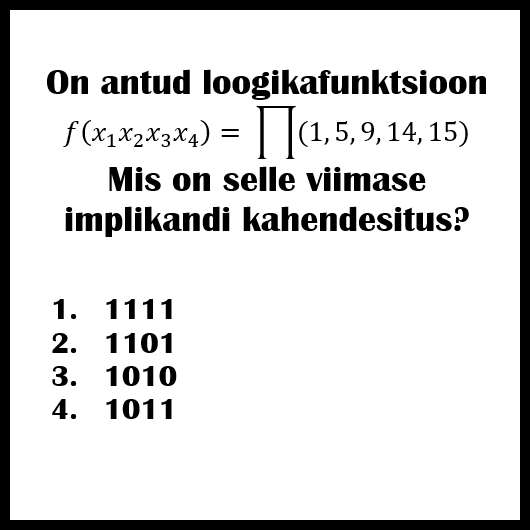 On antud loogikafunktsioon
f(x₁x₂x₃x₄) = ∏(1, 5, 9, 14, 15)
Mis on selle viimase
implikandi kahendesitus?
1. 1111
2. 1101
3. 1010
4. 1011